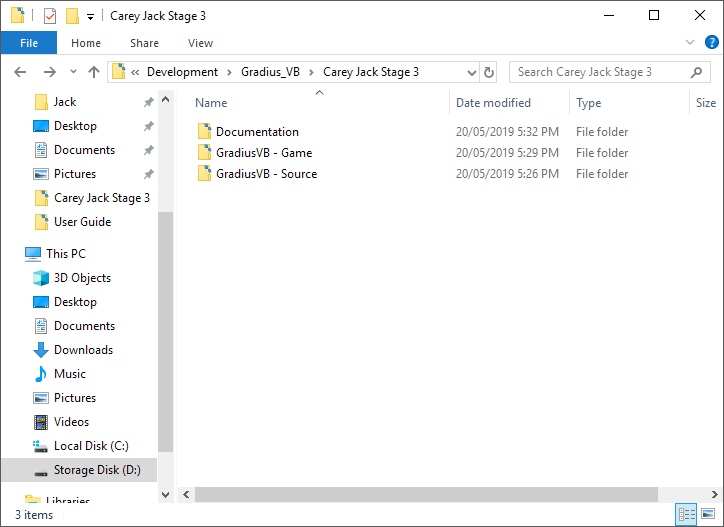 Carey Jack Stage 3
File Home Share View
« Development > Gradius_VB > Carey Jack Stage 3
Search Carey Jack Stage 3
Jack
Desktop
Documents
Pictures
Carey Jack Stage 3
User Guide
This PC
3D Objects
Desktop
Documents
Downloads
Music
Pictures
Videos
Local Disk (C:)
Storage Disk (D:)
Libraries
Name Date modified Type Size
Documentation 20/05/2019 5:32 PM File folder
GradiusVB - Game 20/05/2019 5:29 PM File folder
GradiusVB - Source 20/05/2019 5:26 PM File folder
3 items